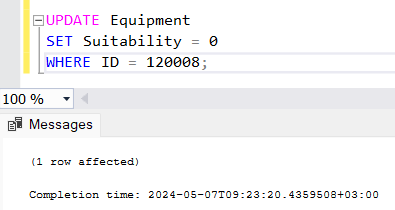 UPDATE Equipment
SET Suitability = 0
WHERE ID = 120008;
100 %
Messages
(1 row affected)
Completion time: 2024-05-07T09:23:20.4359508+03:00